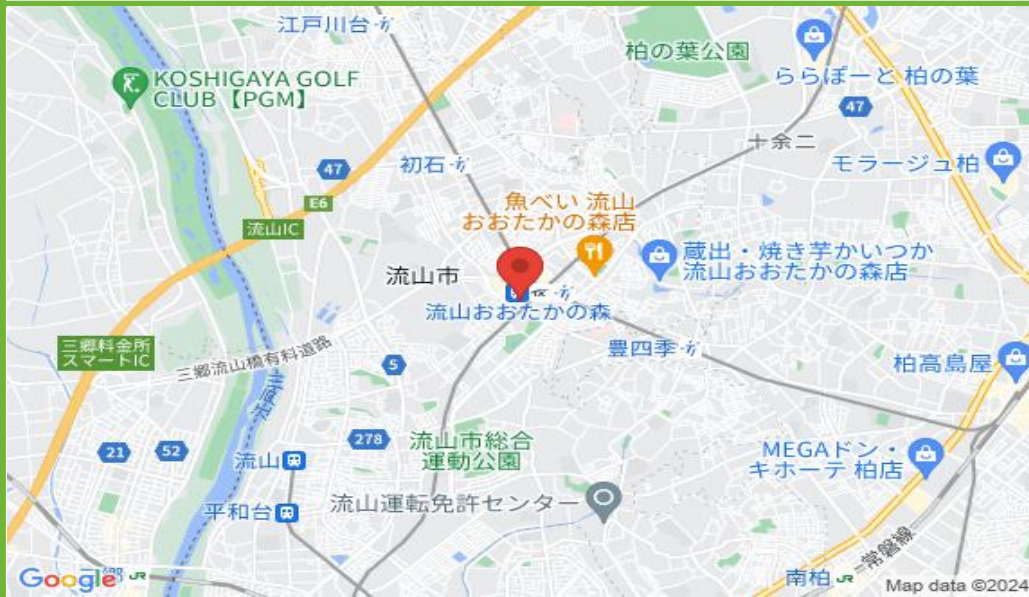 江戸川台
柏の葉公園
ららぽーと 柏の葉
KOSHIGAYA GOLF
CLUB【PGM】
47
十余二
モラージュ柏
47
初石
E6
魚べい 流山
おおたかの森店
流山IC
蔵出・焼き芋かいつか
流山おおたかの森店
流山市
流山おおたかの森
三郷料金所
スマートIC
三郷流山橋有料道路
豊四季
5
柏高島屋
278
流山市総合
運動公園
21
52
流山
MEGAドン・
キホーテ 柏店
平和台
流山運転免許センター
常磐線
Google
JR
南柏
JR
Map data ©2024